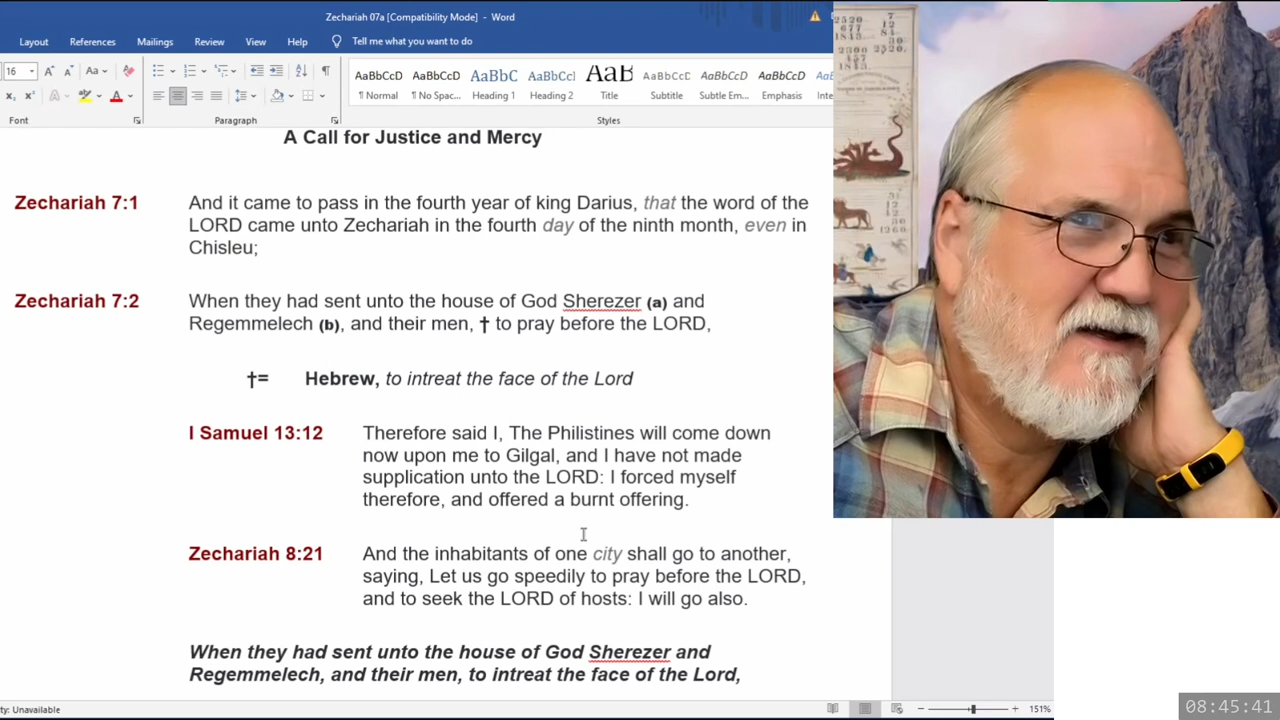 Zechariah 07a [Compatibility Mode] - Word
Layout References Mailings Review View Help Tell me what you want to do
16 Aa
AaBbCcD AaBbCcD AaBbC AaBbCcI AaB AaBbCcD AaBbCcD AaBbCcD
¶ Normal ¶ No Spac... Heading 1 Heading 2 Title Subtitle Subtle Em... Emphasis
Font Paragraph Styles
A Call for Justice and Mercy
Zechariah 7:1 And it came to pass in the fourth year of king Darius, that the word of the
LORD came unto Zechariah in the fourth day of the ninth month, even in
Chisleu;
Zechariah 7:2 When they had sent unto the house of God Sherezer (a) and
Regemmelech (b), and their men, † to pray before the LORD,
†= Hebrew, to intreat the face of the Lord
I Samuel 13:12 Therefore said I, The Philistines will come down
now upon me to Gilgal, and I have not made
supplication unto the LORD: I forced myself
therefore, and offered a burnt offering.
Zechariah 8:21 And the inhabitants of one city shall go to another,
saying, Let us go speedily to pray before the LORD,
and to seek the LORD of hosts: I will go also.
When they had sent unto the house of God Sherezer and
Regemmelech, and their men, to intreat the face of the Lord,
ty: Unavailable 151%
08:45:41
2520
677
1843
2300 2520
1260